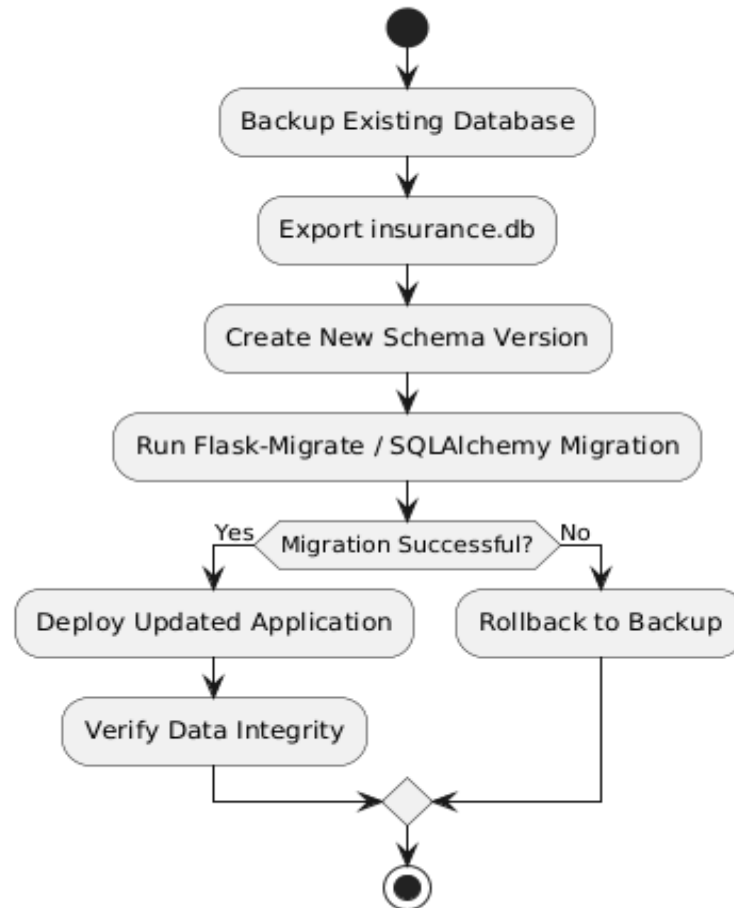 Backup Existing Database
Export insurance.db
Create New Schema Version
Run Flask-Migrate / SQLAlchemy Migration
Yes
Migration Successful?
No
Deploy Updated Application
Rollback to Backup
Verify Data Integrity